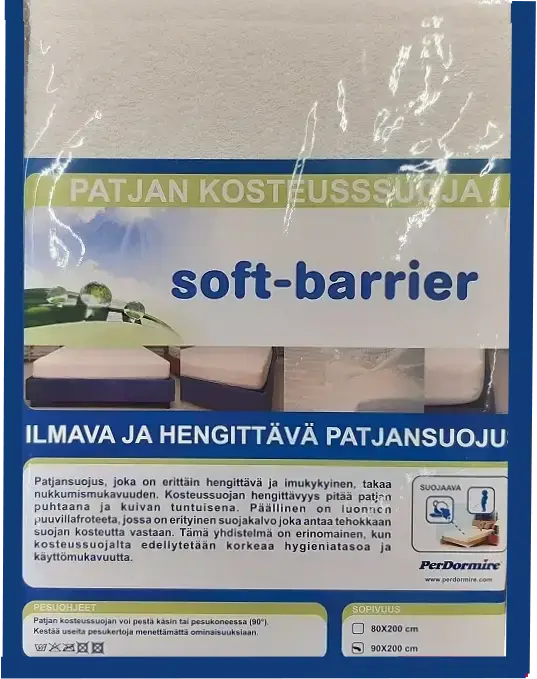 PATJAN KOSTEUSSSUOJA
soft-barrier
ILMAVA JA HENGITTÄVÄ PATJANSUOJU
Patjansuojus, joka on erittäin hengittävä ja imukykyinen, takaa
nukkumismukavuuden. Kosteussuojan hengittävyys pitää patjan
puhtaana ja kuivan tuntuisena. Päällinen on luonnon
puuvillafroteeta, jossa on erityinen suojakalvo joka antaa tehokkaan
suojan kosteutta vastaan. Tämä yhdistelmä on erinomainen, kun
kosteussuojalta edellytetään korkeaa hygieniatasoa ja
käyttömukavuutta.
SUOJAAVA
PerDormire
www.perdormire.com
PESUOHJEET
Patjan kosteussuojan voi pestä käsin tai pesukoneessa (90°).
Kestää useita pesukertoja menettämättä ominaisuuksiaan.
SOPIVUUS
80X200 cm
90X200 cm